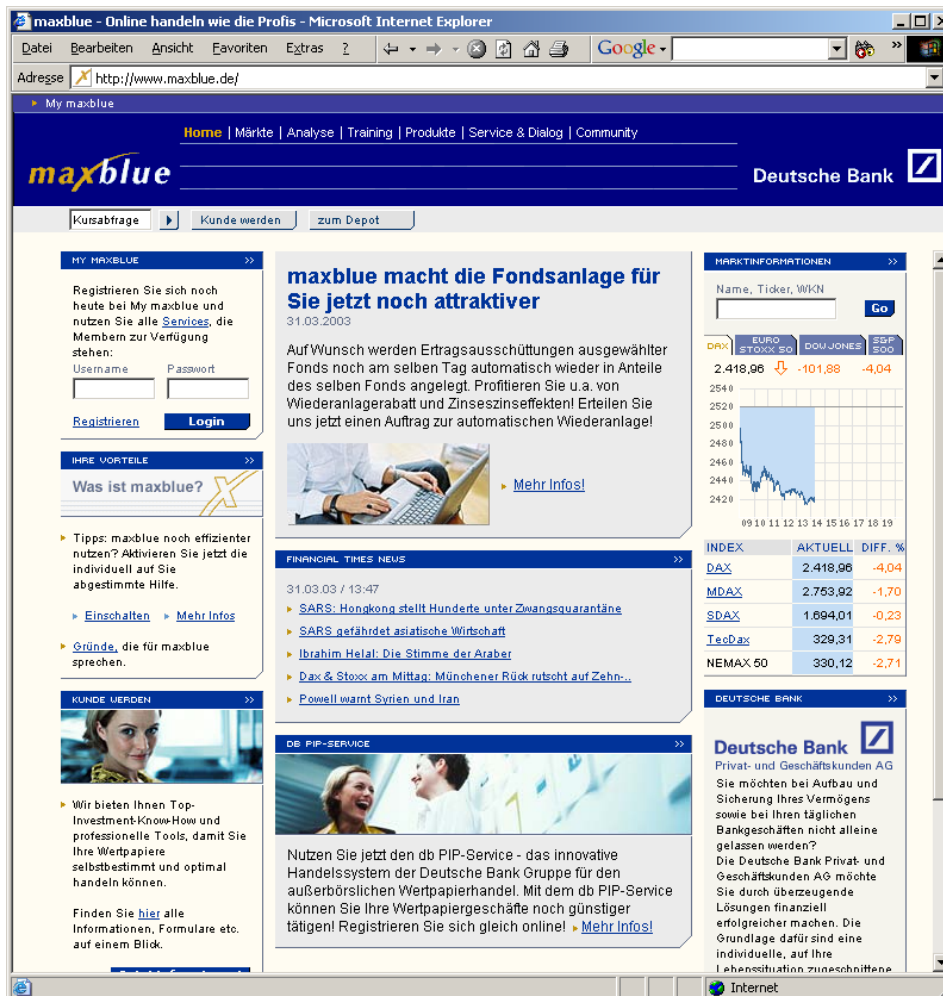 maxblue - Online handeln wie die Profis - Microsoft Internet Explorer
Datei Bearbeiten Ansicht Favoriten Extras ?
Google
Adresse http://www.maxblue.de/
My maxblue
Home | Märkte | Analyse | Training | Produkte | Service & Dialog | Community
maxblue
Deutsche Bank
Kursabfrage Kunde werden zum Depot
MY MAXBLUE >>
Registrieren Sie sich noch
heute bei My maxblue und
nutzen Sie alle Services, die
Membern zur Verfügung
stehen:
Username Passwort
Registrieren Login
IHRE VORTEILE >>
Was ist maxblue?
Tipps: maxblue noch effizienter
nutzen? Aktivieren Sie jetzt die
individuell auf Sie
abgestimmte Hilfe.
Einschalten Mehr Infos
Gründe, die für maxblue
sprechen.
KUNDE WERDEN >>
Wir bieten Ihnen Top-
Investment-Know-How und
professionelle Tools, damit Sie
Ihre Wertpapiere
selbstbestimmt und optimal
handeln können.
Finden Sie hier alle
Informationen, Formulare etc.
auf einem Blick.
maxblue macht die Fondsanlage für
Sie jetzt noch attraktiver
31.03.2003
Auf Wunsch werden Ertragsausschüttungen ausgewählter
Fonds noch am selben Tag automatisch wieder in Anteile
des selben Fonds angelegt. Profitieren Sie u.a. von
Wiederanlagerabatt und Zinseszinseffekten! Erteilen Sie
uns jetzt einen Auftrag zur automatischen Wiederanlage!
Mehr Infos!
FINANCIAL TIMES NEWS >>
31.03.03 / 13:47
SARS: Hongkong stellt Hunderte unter Zwangsquarantäne
SARS gefährdet asiatische Wirtschaft
Ibrahim Helal: Die Stimme der Araber
Dax & Stoxx am Mittag: Münchener Rück rutscht auf Zehn-..
Powell warnt Syrien und Iran
DB PIP-SERVICE >>
Nutzen Sie jetzt den db PIP-Service - das innovative
Handelssystem der Deutsche Bank Gruppe für den
außerbörslichen Wertpapierhandel. Mit dem db PIP-Service
können Sie Ihre Wertpapiergeschäfte noch günstiger
tätigen! Registrieren Sie sich gleich online! Mehr Infos!
MARKTINFORMATIONEN >>
Name, Ticker, WKN
Go
DAX EURO STOXX 50 DOW JONES S&P 500
2.418,96 -101,88 -4,04
2540
2520
2500
2480
2460
2440
2420
09 10 11 12 13 14 15 16 17 18 19
INDEX AKTUELL DIFF. %
DAX 2.418,96 -4,04
MDAX 2.753,92 -1,70
SDAX 1.694,01 -0,23
TecDax 329,31 -2,79
NEMAX 50 330,12 -2,71
DEUTSCHE BANK >>
Deutsche Bank
Privat- und Geschäftskunden AG
Sie möchten bei Aufbau und
Sicherung Ihres Vermögens
sowie bei Ihren täglichen
Bankgeschäften nicht alleine
gelassen werden?
Die Deutsche Bank Privat- und
Geschäftskunden AG möchte
Sie durch überzeugende
Lösungen finanziell
erfolgreicher machen. Die
Grundlage dafür sind eine
individuelle, auf Ihre
Lebenssituation zugeschnittene
Internet